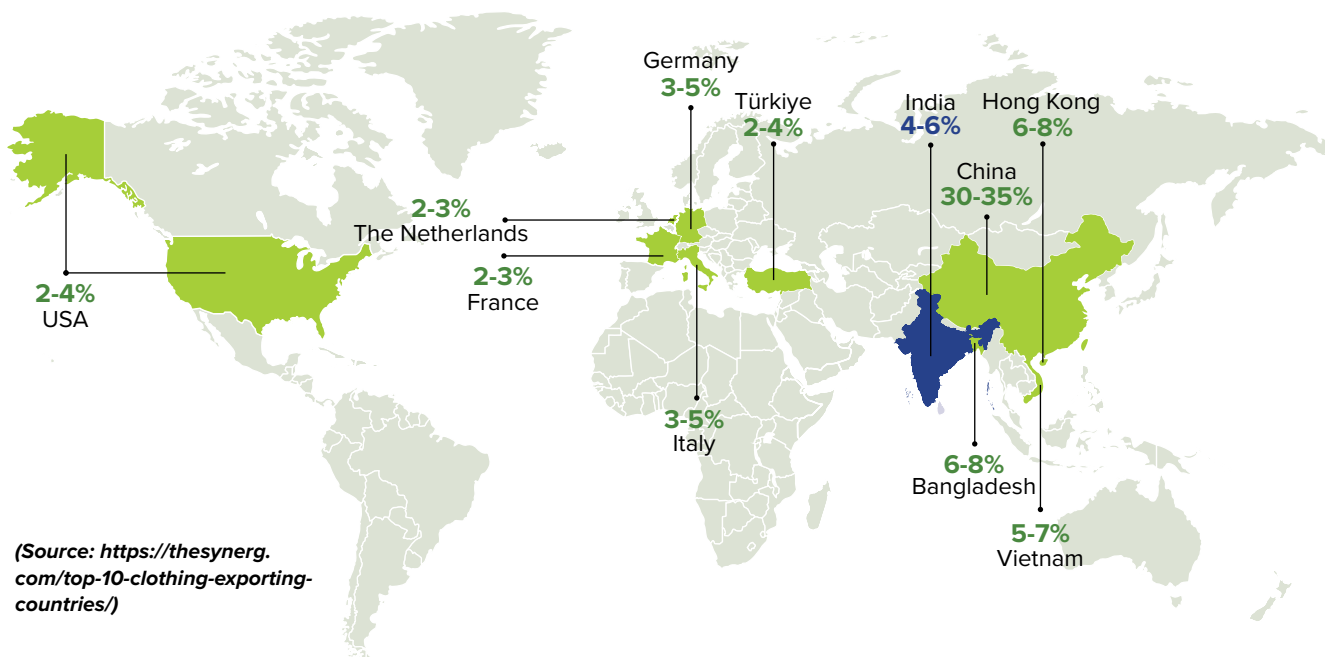 Germany
3-5%
Türkiye
2-4%
India
4-6%
Hong Kong
6-8%
China
30-35%
2-3%
The Netherlands
2-3%
France
2-4%
USA
3-5%
Italy
6-8%
Bangladesh
5-7%
Vietnam
(Source: https://thesynerg.
com/top-10-clothing-exporting-
countries/)